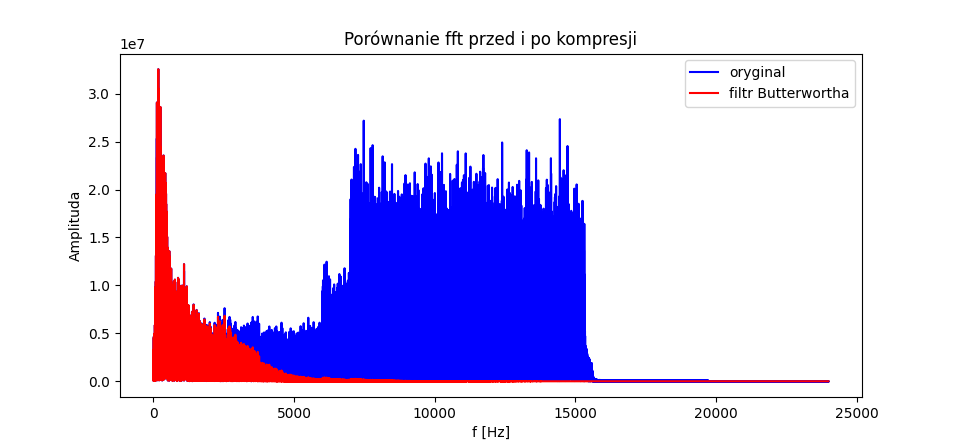 Porównanie fft przed i po kompresji
1e7
oryginal
filtr Butterwortha
3.0
2.5
2.0
1.5
1.0
0.5
0.0
Amplituda
0 5000 10000 15000 20000 25000
f [Hz]